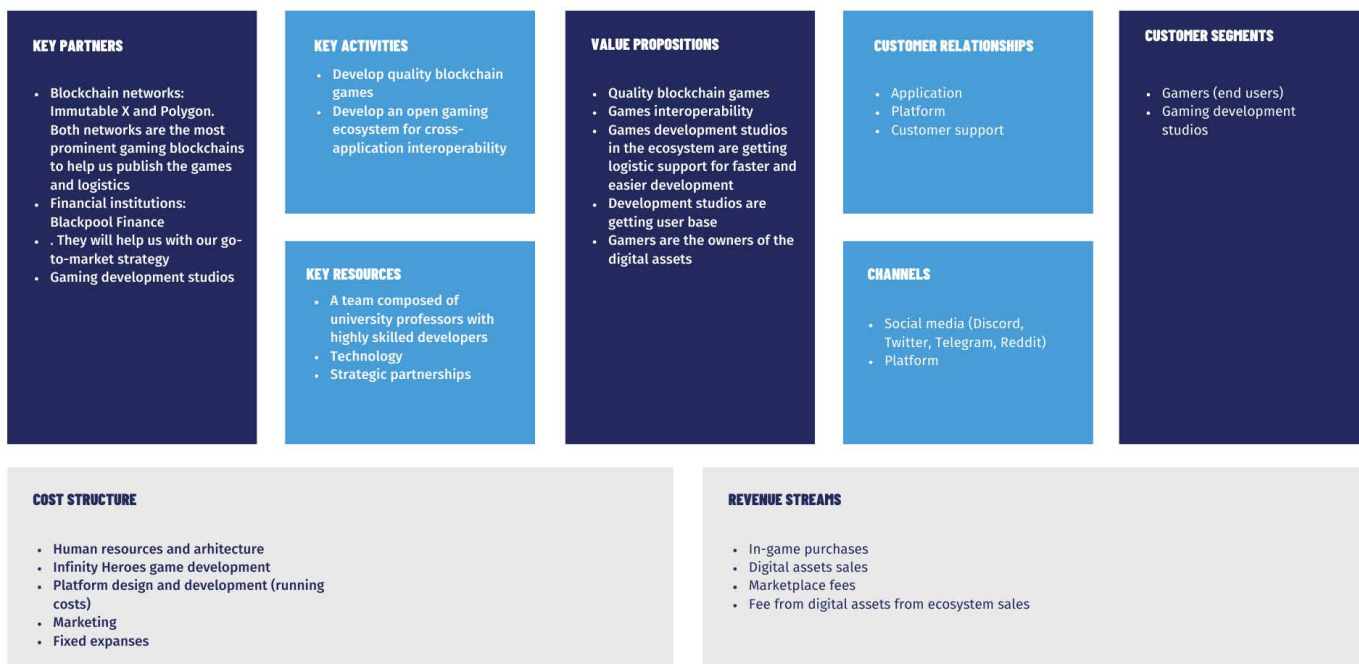 KEY PARTNERS
• Blockchain networks:
Immutable X and Polygon.
Both networks are the most
prominent gaming blockchains
to help us publish the games
and logistics
• Financial institutions:
Blackpool Finance
• . They will help us with our go-
to-market strategy
• Gaming development studios
KEY ACTIVITIES
• Develop quality blockchain
games
• Develop an open gaming
ecosystem for cross-
application interoperability
KEY RESOURCES
• A team composed of
university professors with
highly skilled developers
• Technology
• Strategic partnerships
VALUE PROPOSITIONS
• Quality blockchain games
• Games interoperability
• Games development studios
in the ecosystem are getting
logistic support for faster and
easier development
• Development studios are
getting user base
• Gamers are the owners of the
digital assets
CUSTOMER RELATIONSHIPS
• Application
• Platform
• Customer support
CHANNELS
• Social media (Discord,
Twitter, Telegram, Reddit)
• Platform
CUSTOMER SEGMENTS
• Gamers (end users)
• Gaming development
studios
COST STRUCTURE
• Human resources and arhitecture
• Infinity Heroes game development
• Platform design and development (running
costs)
• Marketing
• Fixed expanses
REVENUE STREAMS
• In-game purchases
• Digital assets sales
• Marketplace fees
• Fee from digital assets from ecosystem sales